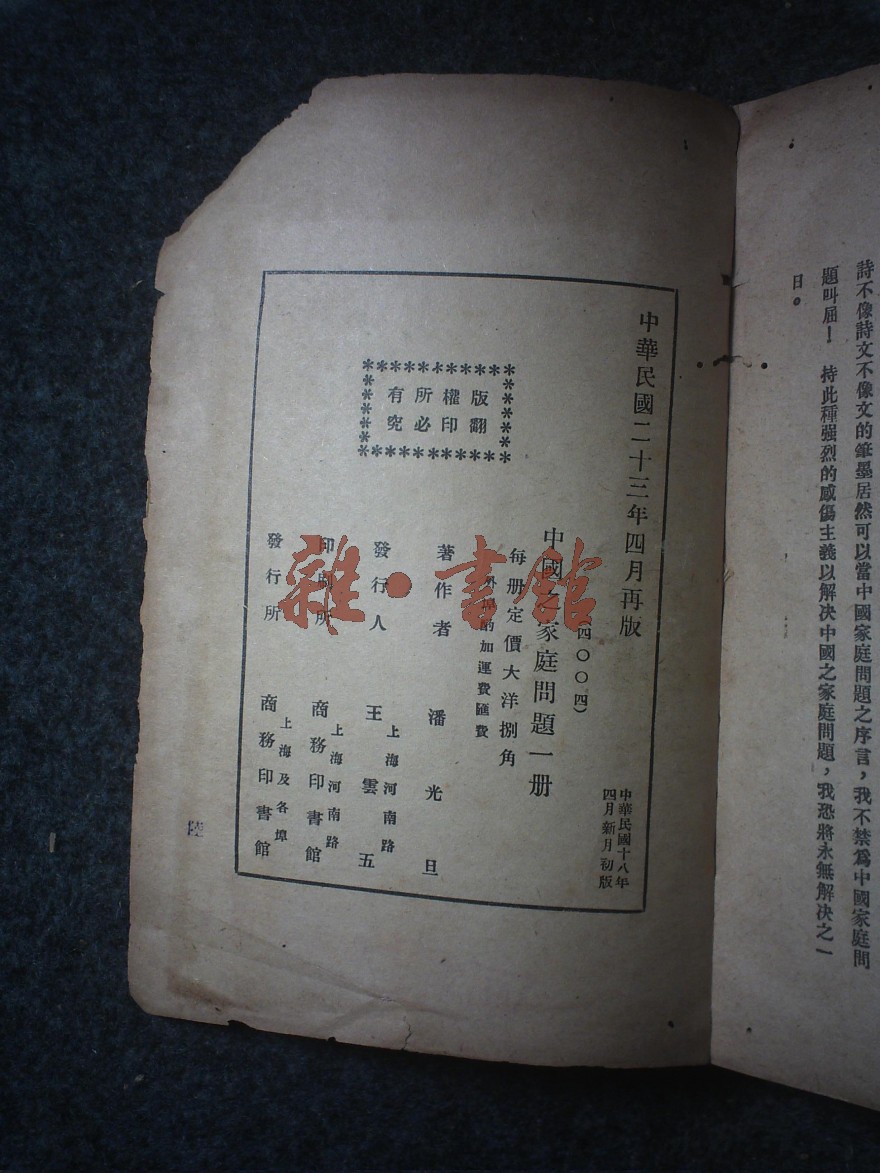 詩不像詩文不像文的筆墨居然可以當中國家庭問題之序言，我不禁爲中國家庭問
題叫屈！　持此種强烈的感傷主義以解決中國之家庭問題，我恐將永無解決之一
日。
中華民國十八年
四月新月初版
中華民國二十三年四月再版
四〇〇四)
中國之家庭問題一册
每册定價大洋捌角
外埠酌加運費匯費
版權所有
翻印必究
著作者　潘光旦
發行人　王雲五
上海河南路
印刷所　商務印書館
上海河南路
發行所　商務印書館
上海及各埠
雜·書館